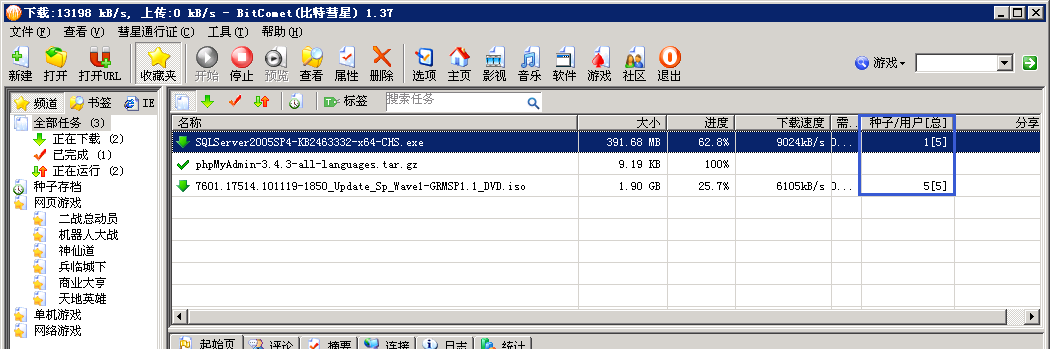 下载:13198 kB/s, 上传:0 kB/s - BitComet(比特彗星) 1.37
文件(F) 查看(V) 彗星通行证(C) 工具(T) 帮助(H)
新建 打开 打开URL 收藏夹 开始 停止 预览 查看 属性 删除 选项 主页 影视 音乐 软件 游戏 社区 退出 游戏
频道 书签 IE 标签 搜索任务
名称 大小 进度 下载速度 需... 种子/用户[总] 分享
全部任务 (3)
正在下载 (2)
已完成 (1)
正在运行 (2)
种子存档
网页游戏
二战总动员
机器人大战
神仙道
兵临城下
商业大亨
天地英雄
单机游戏
网络游戏
SQLServer2005SP4-KB2463332-x64-CHS.exe 391.68 MB 62.8% 9024kB/s 0... 1[5]
phpMyAdmin-3.4.3-all-languages.tar.gz 9.19 KB 100%
7601.17514.101119-1850_Update_Sp_Wave1-GRMSP1.1_DVD.iso 1.90 GB 25.7% 6105kB/s 0... 5[5]
起始页 评论 摘要 连接 日志 统计